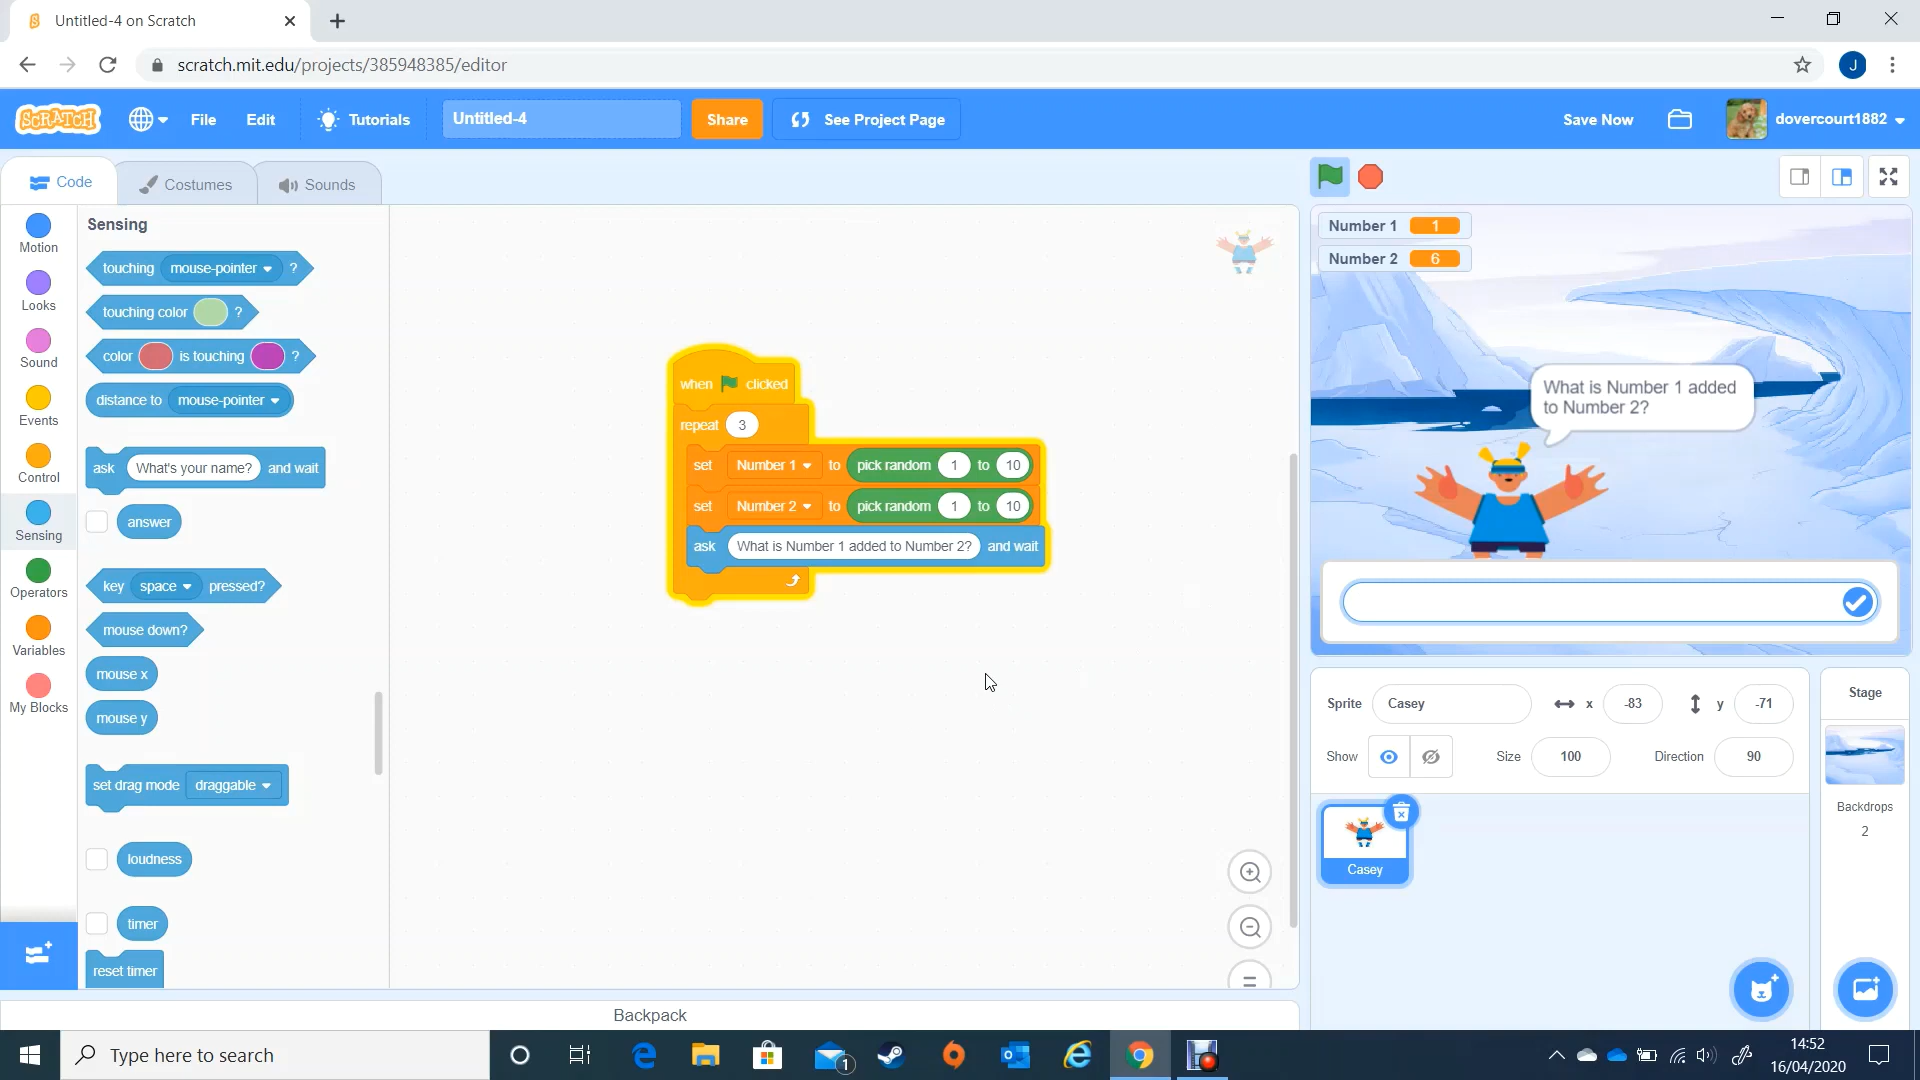 Untitled-4 on Scratch
scratch.mit.edu/projects/385948385/editor
J
SCRATCH
File
Edit
Tutorials
Untitled-4
Share
See Project Page
Save Now
dovercourt1882
Code
Costumes
Sounds
Motion
Looks
Sound
Events
Control
Sensing
Operators
Variables
My Blocks
Sensing
touching mouse-pointer ?
touching color ?
color is touching ?
distance to mouse-pointer
ask What's your name? and wait
answer
key space pressed?
mouse down?
mouse x
mouse y
set drag mode draggable
loudness
timer
reset timer
when clicked
repeat 3
set Number 1 to pick random 1 to 10
set Number 2 to pick random 1 to 10
ask What is Number 1 added to Number 2? and wait
Number 1 1
Number 2 6
What is Number 1 added
to Number 2?
Sprite Casey x -83 y -71
Show Size 100 Direction 90
Casey
Stage
Backdrops
2
Backpack
Type here to search
1
14:52
16/04/2020